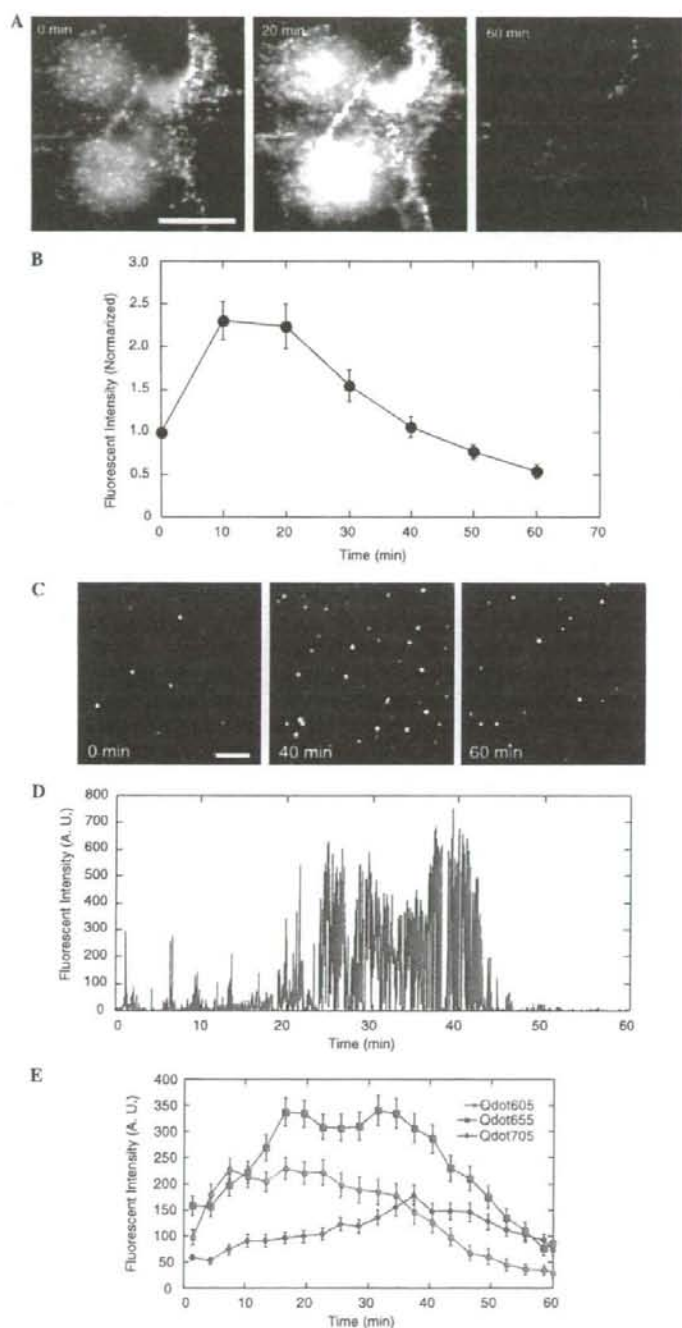 A
0 min
20 min
60 min
B
Fluorescent Intensity (Normarized)
3.0
2.5
2.0
1.5
1.0
0.5
0
0 10 20 30 40 50 60 70
Time (min)
C
0 min
40 min
60 min
D
Fluorescent Intensity (A. U.)
800
700
600
500
400
300
200
100
0
0 10 20 30 40 50 60
Time (min)
E
Fluorescent Intensity (A. U.)
400
350
300
250
200
150
100
50
0
Qdot605
Qdot655
Qdot705
0 10 20 30 40 50 60
Time (min)